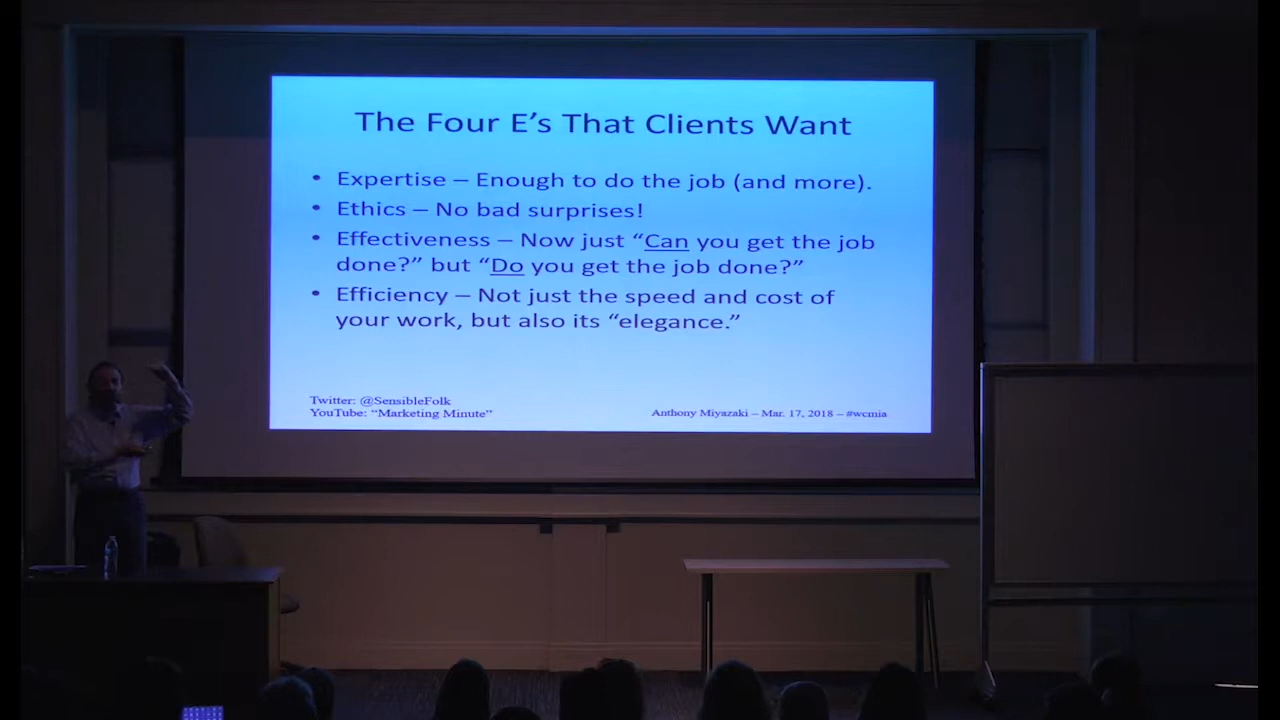 The Four E's That Clients Want
• Expertise – Enough to do the job (and more).
• Ethics – No bad surprises!
• Effectiveness – Now just “Can you get the job
done?” but “Do you get the job done?”
• Efficiency – Not just the speed and cost of
your work, but also its “elegance.”
Twitter: @SensibleFolk
YouTube: “Marketing Minute”
Anthony Miyazaki – Mar. 17, 2018 – #wcmia